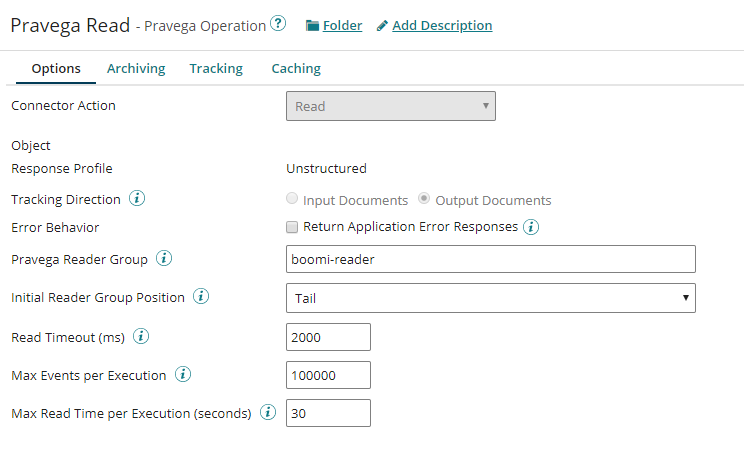 Pravega Read - Pravega Operation ? Folder Add Description
Options Archiving Tracking Caching
Connector Action Read
Object
Response Profile Unstructured
Tracking Direction i Input Documents Output Documents
Error Behavior Return Application Error Responses i
Pravega Reader Group i boomi-reader
Initial Reader Group Position i Tail
Read Timeout (ms) i 2000
Max Events per Execution i 100000
Max Read Time per Execution (seconds) i 30